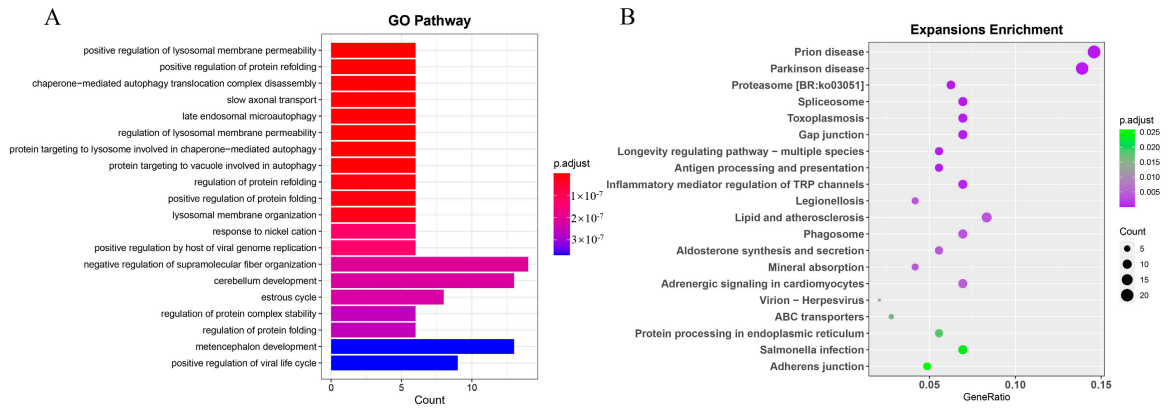 A
GO Pathway
positive regulation of lysosomal membrane permeability
positive regulation of protein refolding
chaperone−mediated autophagy translocation complex disassembly
slow axonal transport
late endosomal microautophagy
regulation of lysosomal membrane permeability
protein targeting to lysosome involved in chaperone−mediated autophagy
protein targeting to vacuole involved in autophagy
regulation of protein refolding
positive regulation of protein folding
lysosomal membrane organization
response to nickel cation
positive regulation by host of viral genome replication
negative regulation of supramolecular fiber organization
cerebellum development
estrous cycle
regulation of protein complex stability
regulation of protein folding
metencephalon development
positive regulation of viral life cycle
0 5 10
Count
p.adjust
1×10⁻⁷
2×10⁻⁷
3×10⁻⁷
B
Expansions Enrichment
Prion disease
Parkinson disease
Proteasome [BR:ko03051]
Spliceosome
Toxoplasmosis
Gap junction
Longevity regulating pathway − multiple species
Antigen processing and presentation
Inflammatory mediator regulation of TRP channels
Legionellosis
Lipid and atherosclerosis
Phagosome
Aldosterone synthesis and secretion
Mineral absorption
Adrenergic signaling in cardiomyocytes
Virion − Herpesvirus
ABC transporters
Protein processing in endoplasmic reticulum
Salmonella infection
Adherens junction
0.05 0.10 0.15
GeneRatio
p.adjust
0.025
0.020
0.015
0.010
0.005
Count
5
10
15
20